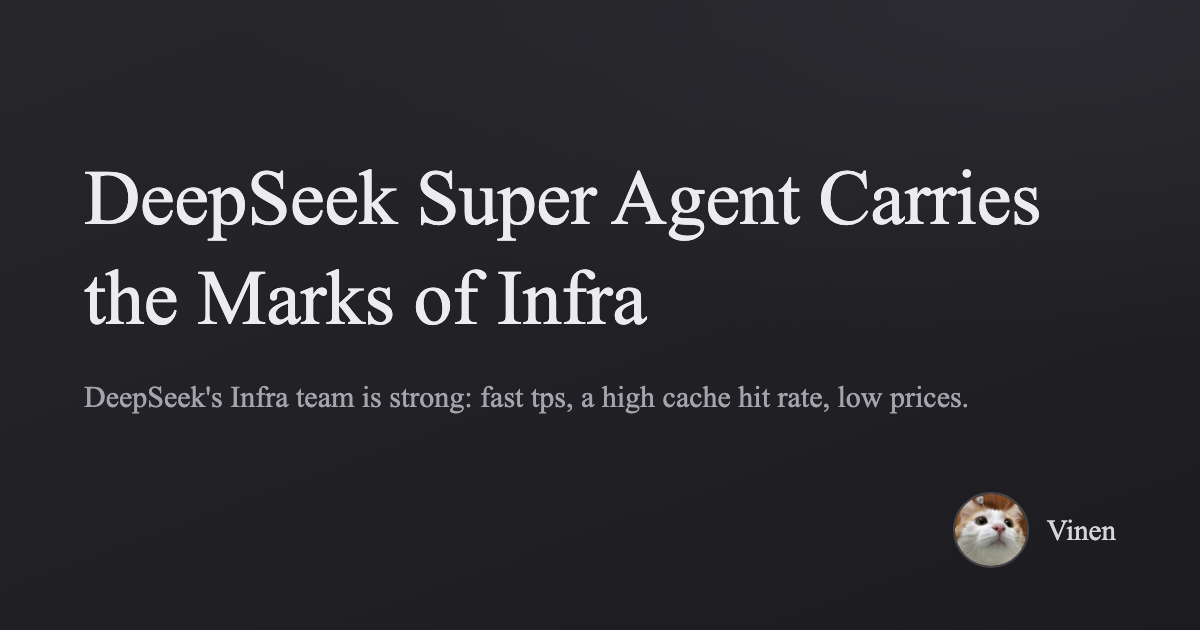 DeepSeek Super Agent Carries
the Marks of Infra
DeepSeek's Infra team is strong: fast tps, a high cache hit rate, low prices.
Vinen